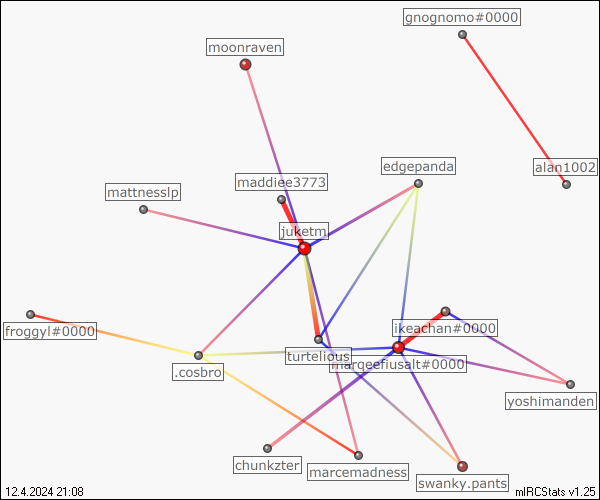 gnognomo#0000
moonraven
alan1002
edgepanda
maddiee3773
mattnesslp
juketm
froggyl#0000
ikeachan#0000
turtelious
marqeefiusalt#0000
.cosbro
yoshimanden
chunkzter
marcemadness
swanky.pants
12.4.2024 21:08
mIRCStats v1.25